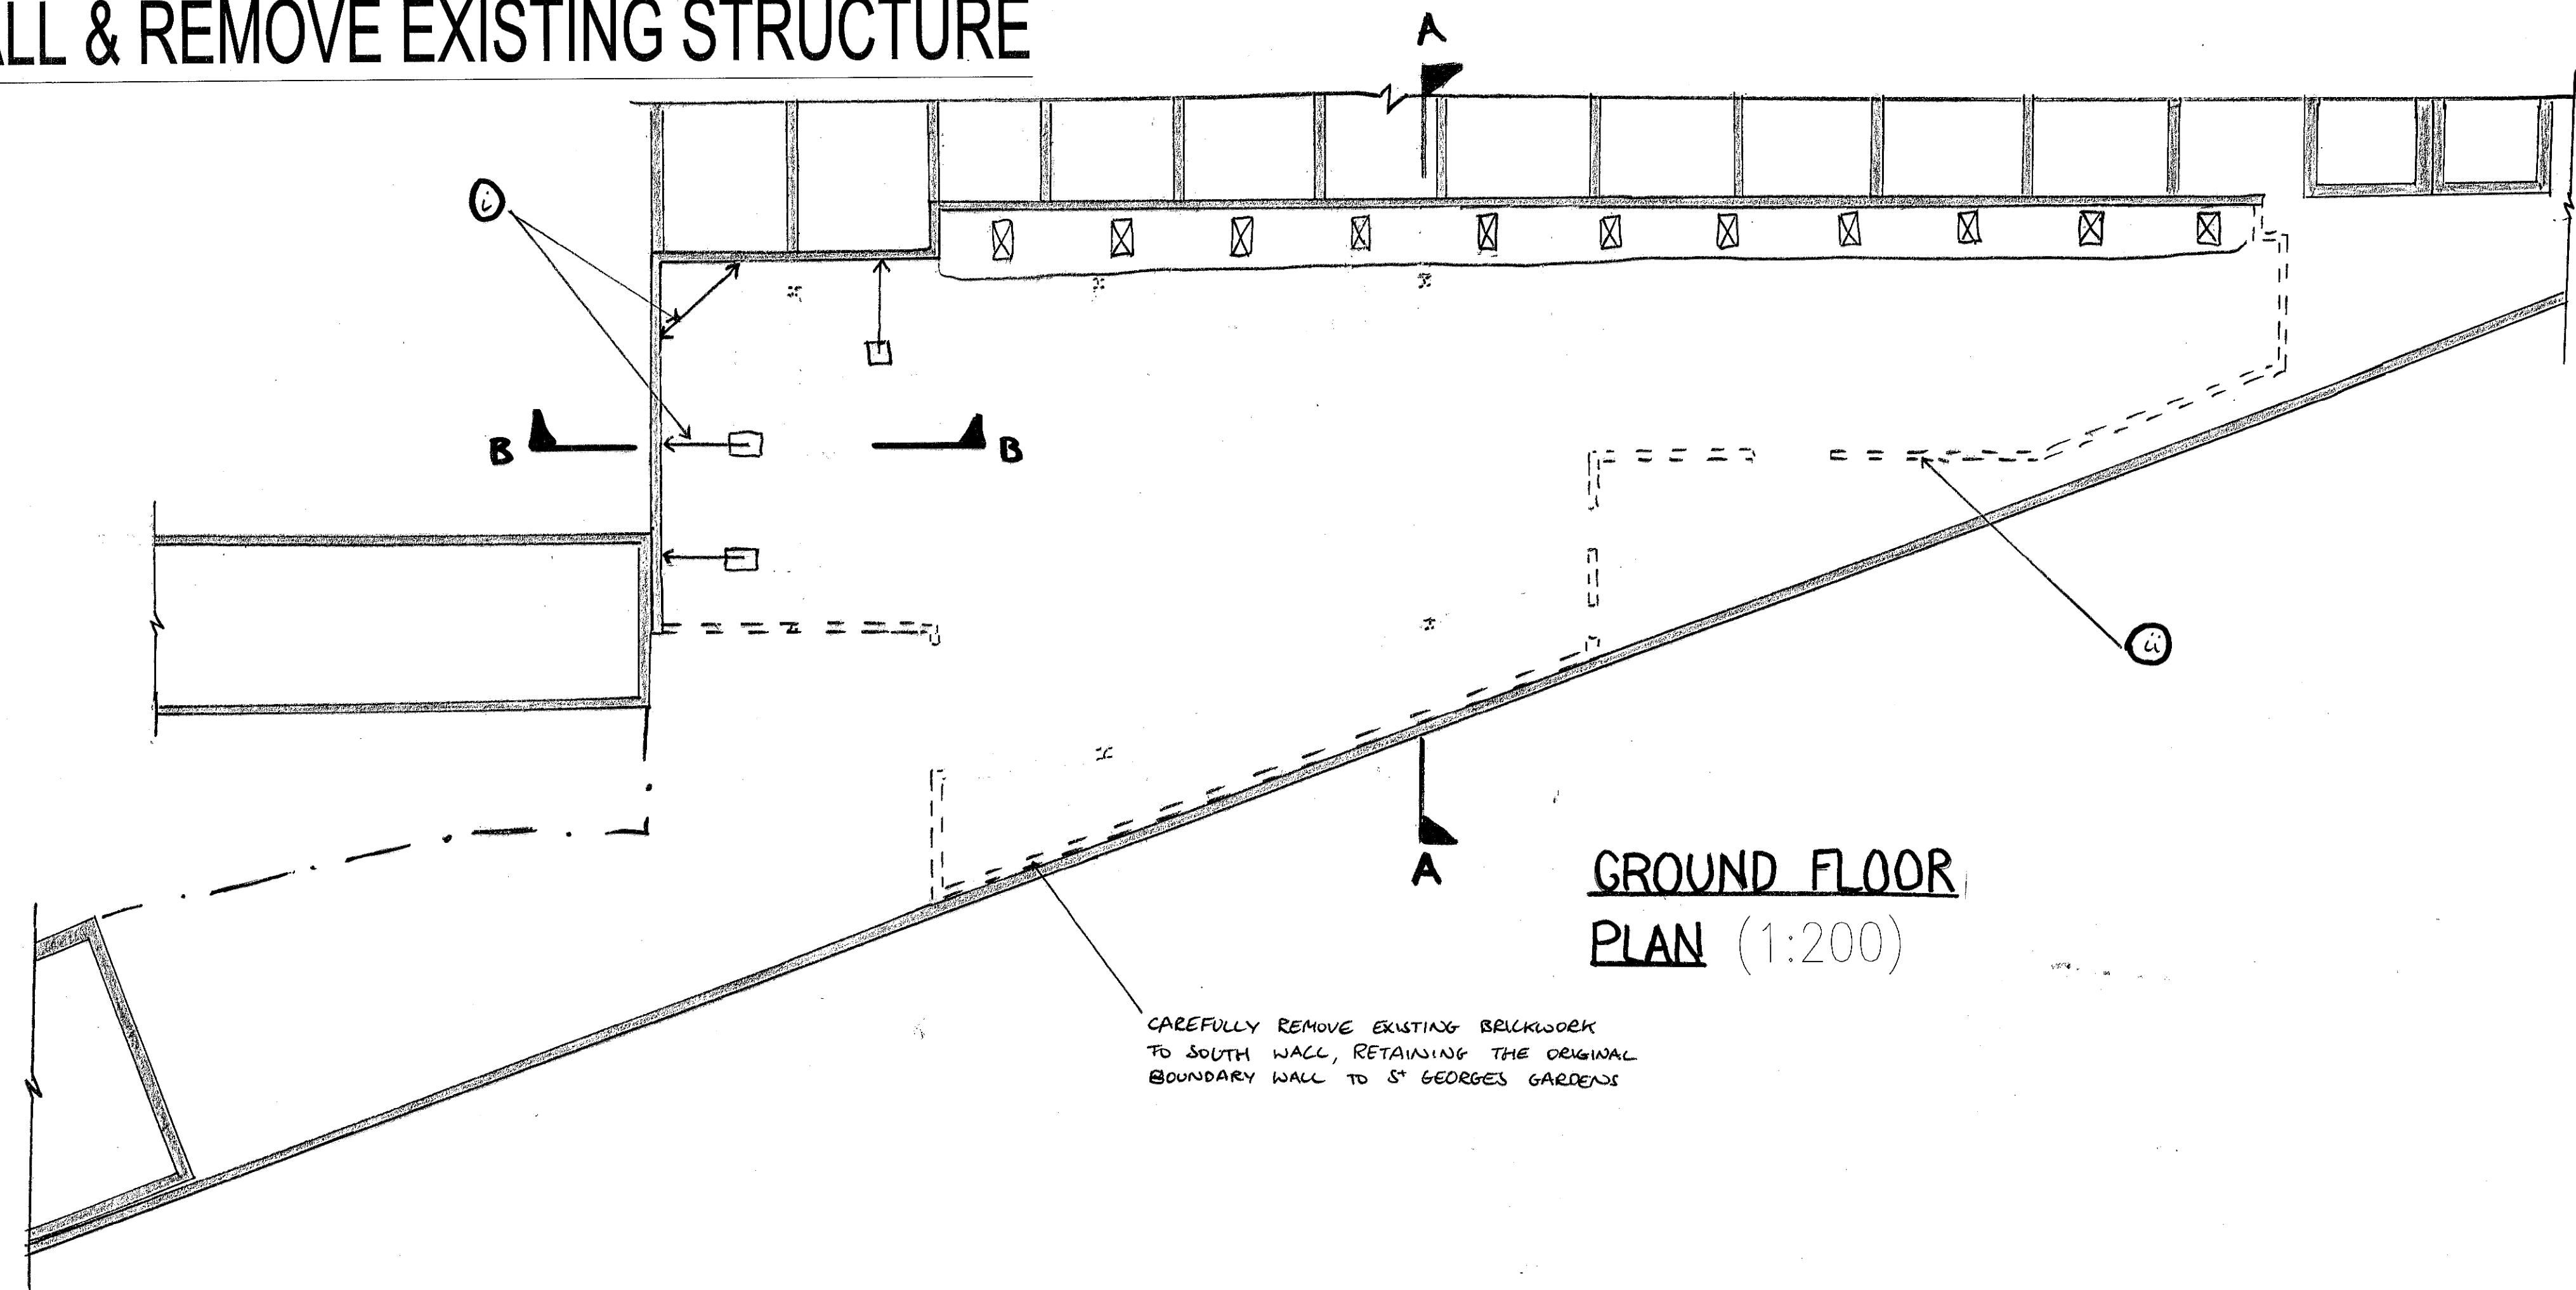 ALL & REMOVE EXISTING STRUCTURE
A
i
B
B
ii
A
GROUND FLOOR
PLAN (1:200)
CAREFULLY REMOVE EXISTING BRICKWORK
TO SOUTH WALL, RETAINING THE ORIGINAL
BOUNDARY WALL TO St GEORGES GARDENS